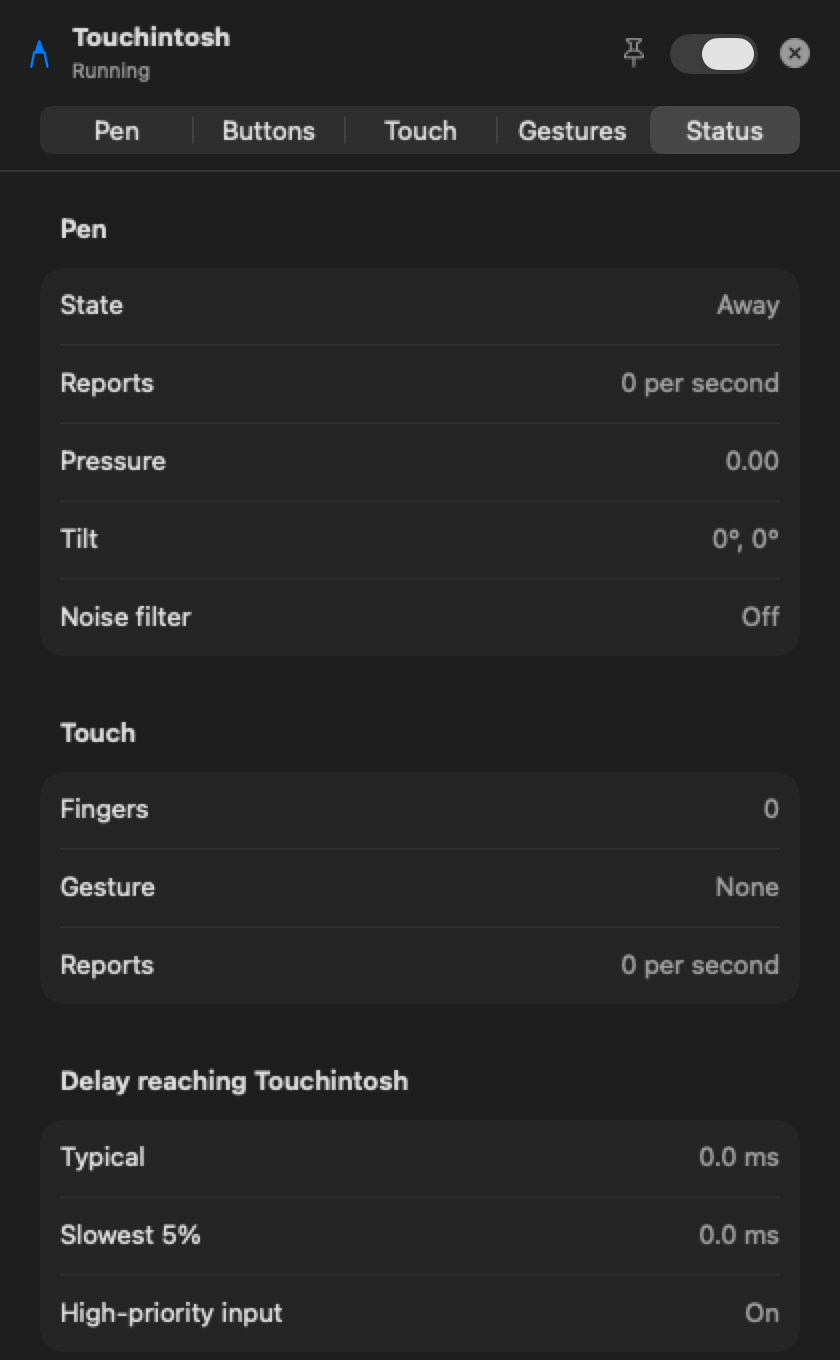 Touchintosh
Running
Pen Buttons Touch Gestures Status
Pen
State Away
Reports 0 per second
Pressure 0.00
Tilt 0°, 0°
Noise filter Off
Touch
Fingers 0
Gesture None
Reports 0 per second
Delay reaching Touchintosh
Typical 0.0 ms
Slowest 5% 0.0 ms
High-priority input On